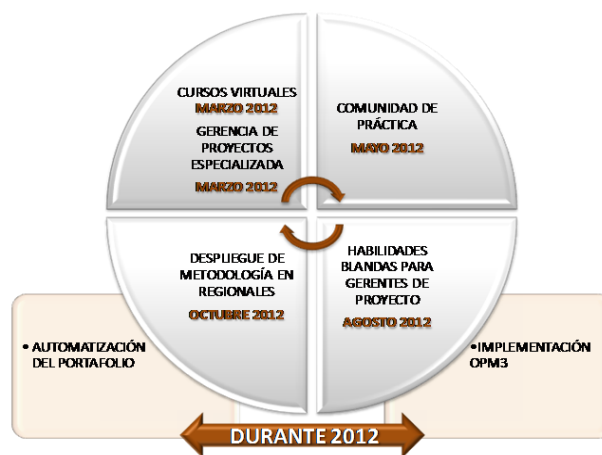 CURSOS VIRTUALES
MARZO 2012
GERENCIA DE
PROYECTOS
ESPECIALIZADA
MARZO 2012
COMUNIDAD DE
PRÁCTICA
MAYO 2012
DESPLIEGUE DE
METODOLOGÍA EN
REGIONALES
OCTUBRE 2012
HABILIDADES
BLANDAS PARA
GERENTES DE
PROYECTO
AGOSTO 2012
• AUTOMATIZACIÓN
DEL PORTAFOLIO
• IMPLEMENTACIÓN
OPM3
DURANTE 2012